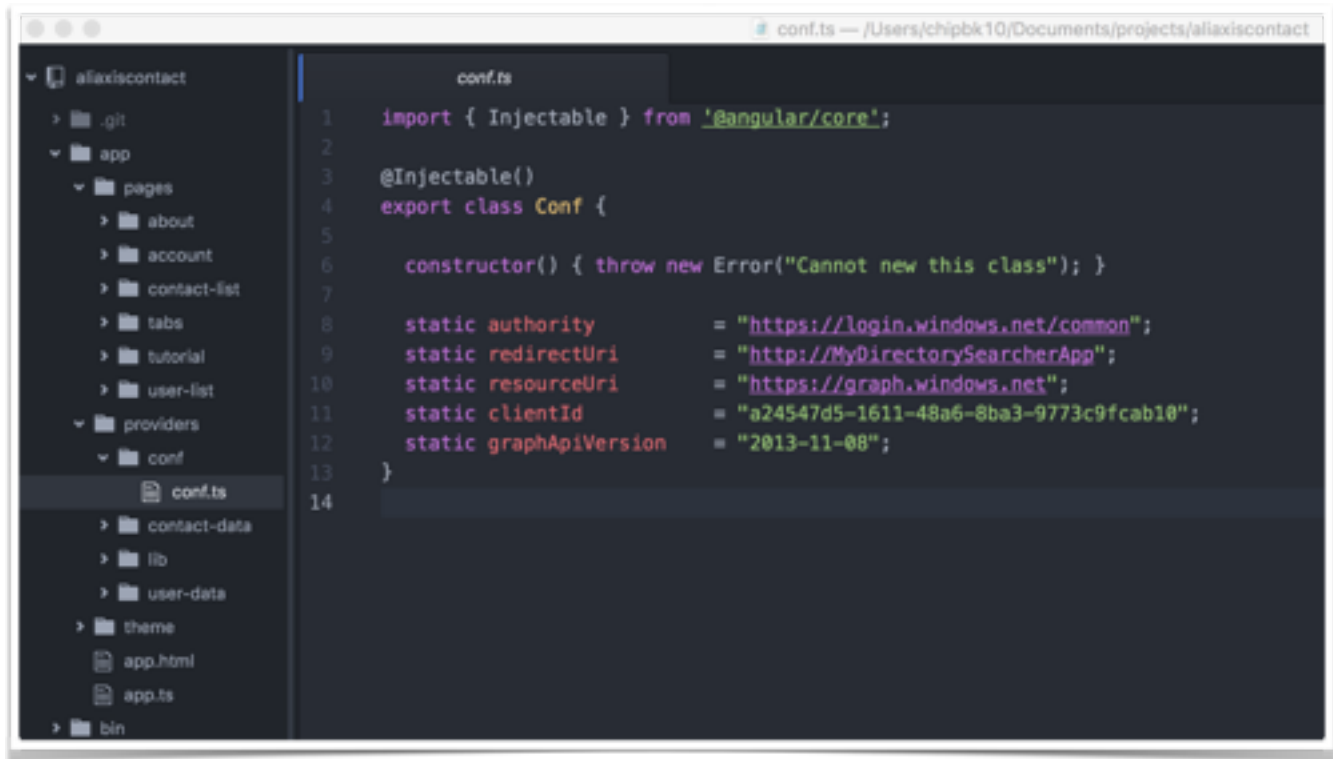 conf.ts — /Users/chipbk10/Documents/projects/aliaxiscontact
aliaxiscontact
.git
app
pages
about
account
contact-list
tabs
tutorial
user-list
providers
conf
conf.ts
contact-data
lib
user-data
theme
app.html
app.ts
bin
conf.ts
1 import { Injectable } from '@angular/core';
2
3 @Injectable()
4 export class Conf {
5
6 constructor() { throw new Error("Cannot new this class"); }
7
8 static authority = "https://login.windows.net/common";
9 static redirectUri = "http://MyDirectorySearcherApp";
10 static resourceUri = "https://graph.windows.net";
11 static clientId = "a24547d5-1611-48a6-8ba3-9773c9fcab10";
12 static graphApiVersion = "2013-11-08";
13 }
14